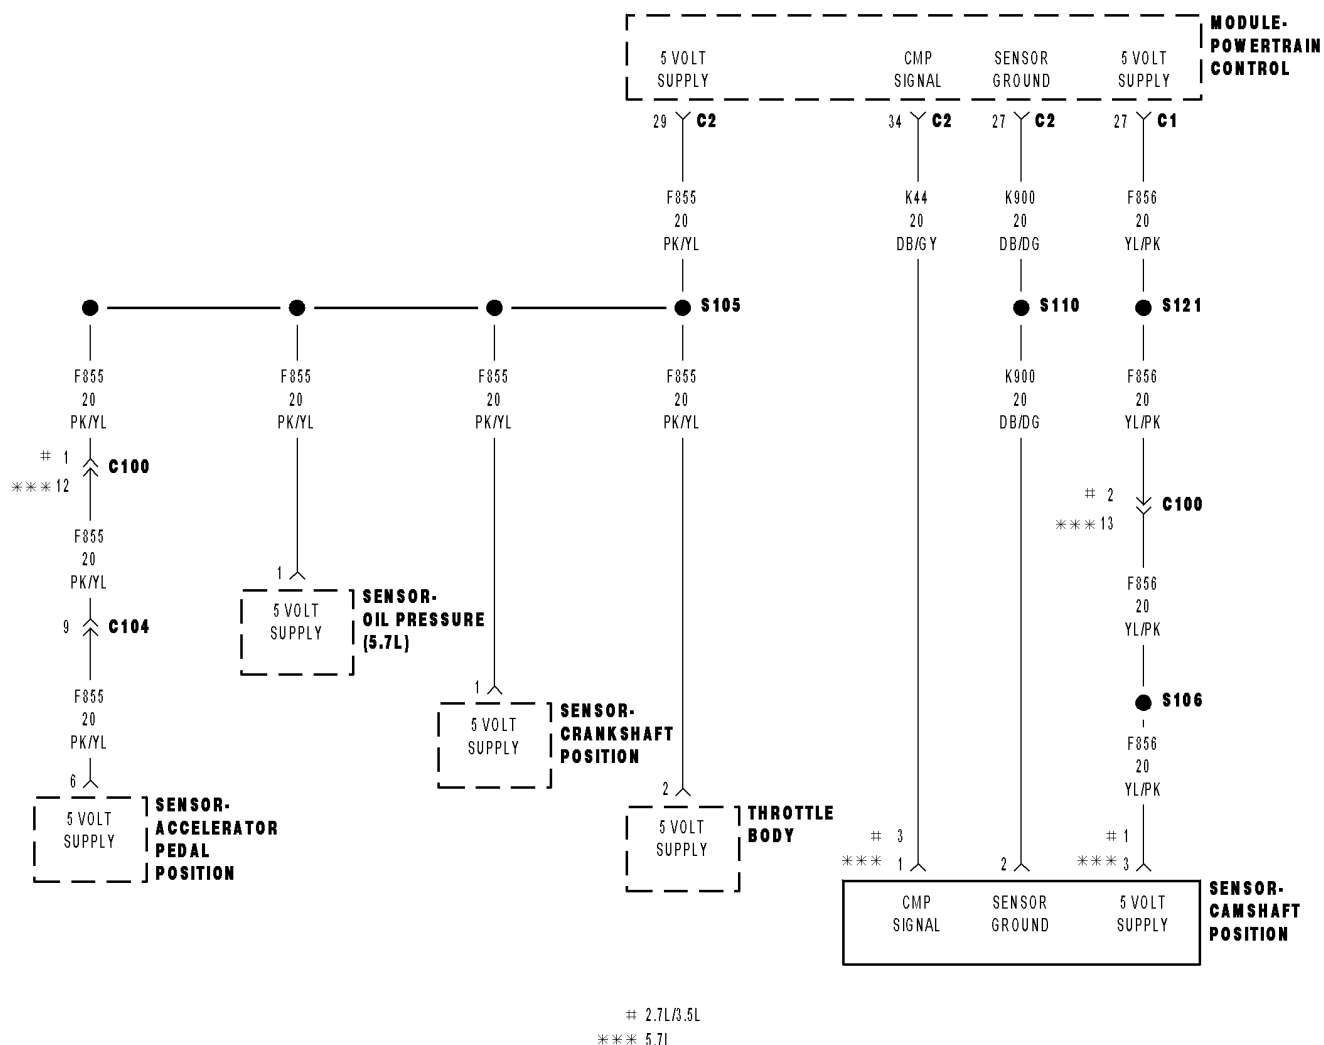 MODULE-
POWERTRAIN
CONTROL
5 VOLT
SUPPLY
CMP
SIGNAL
SENSOR
GROUND
5 VOLT
SUPPLY
29 C2
34 C2
27 C2
27 C1
F855
20
PK/YL
K44
20
DB/GY
K900
20
DB/DG
F856
20
YL/PK
S105
S110
S121
F855
20
PK/YL
F855
20
PK/YL
F855
20
PK/YL
F855
20
PK/YL
K900
20
DB/DG
F856
20
YL/PK
# 1
***12
C100
# 2
***13
C100
F855
20
PK/YL
F856
20
YL/PK
9 C104
1
5 VOLT
SUPPLY
SENSOR-
OIL PRESSURE
(5.7L)
F855
20
PK/YL
1
5 VOLT
SUPPLY
SENSOR-
CRANKSHAFT
POSITION
S106
F856
20
YL/PK
6
5 VOLT
SUPPLY
SENSOR-
ACCELERATOR
PEDAL
POSITION
2
5 VOLT
SUPPLY
THROTTLE
BODY
# 3
*** 1
2
# 1
*** 3
CMP
SIGNAL
SENSOR
GROUND
5 VOLT
SUPPLY
SENSOR-
CAMSHAFT
POSITION
# 2.7L/3.5L
*** 5.7L